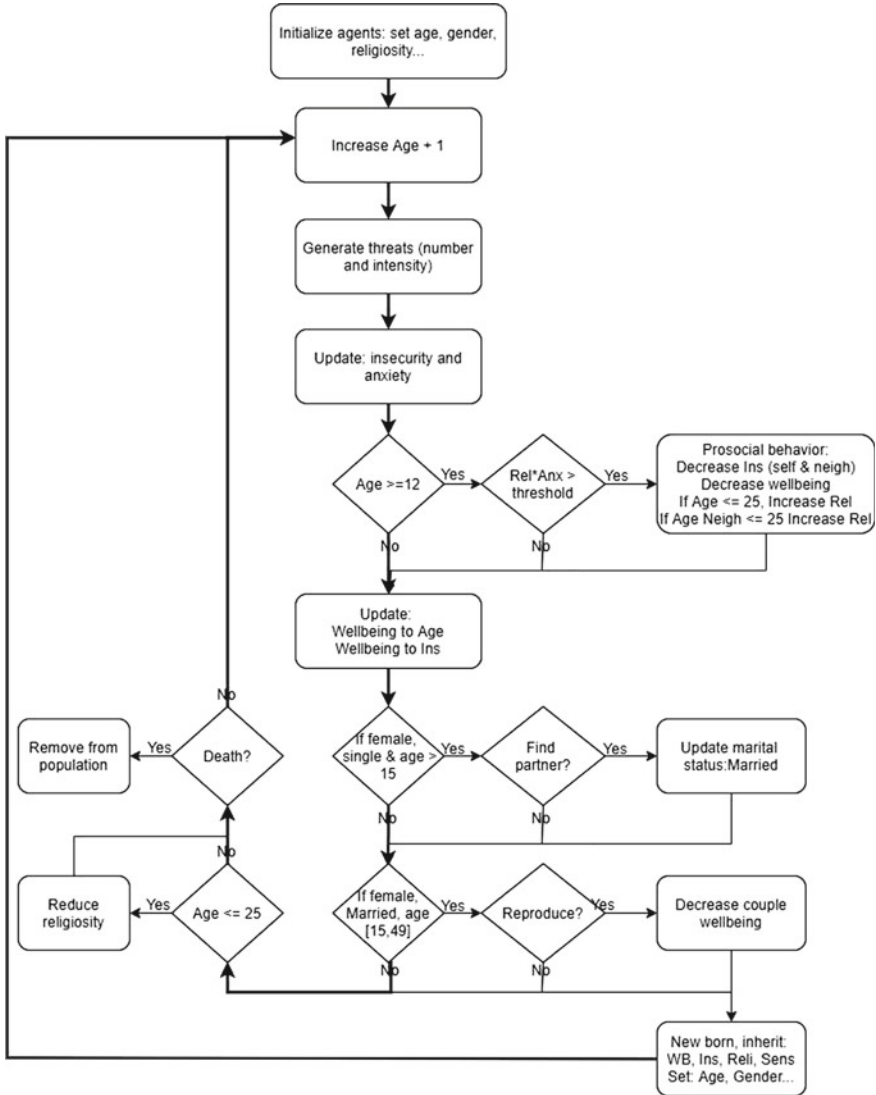 Initialize agents: set age, gender,
religiosity...
Increase Age + 1
Generate threats (number
and intensity)
Update: insecurity and
anxiety
Age >=12
Yes
Rel*Anx >
threshold
Yes
Prosocial behavior:
Decrease Ins (self & neigh)
Decrease wellbeing
If Age <= 25, Increase Rel
If Age Neigh <= 25 Increase Rel
No
No
Update:
Wellbeing to Age
Wellbeing to Ins
If female,
single & age >
15
Yes
Find
partner?
Yes
Update marital
status:Married
No
No
No
Death?
Yes
Remove from
population
If female,
Married, age
[15,49]
Yes
Reproduce?
Yes
Decrease couple
wellbeing
No
No
No
Age <= 25
Yes
Reduce
religiosity
New born, inherit:
WB, Ins, Reli, Sens
Set: Age, Gender...